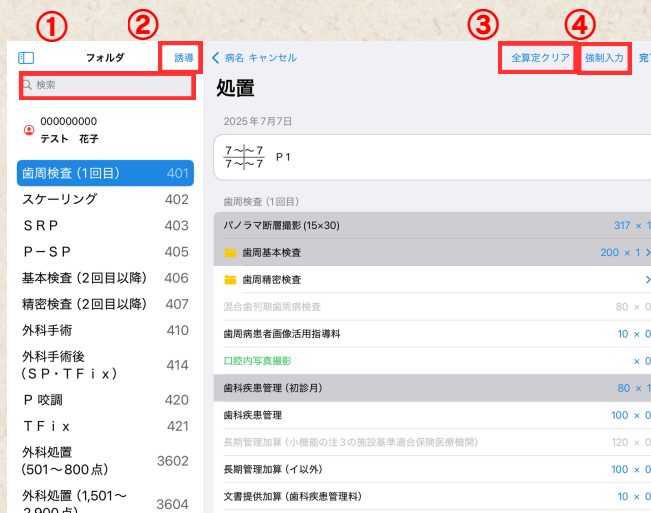 ① ② ③ ④
フォルダ 誘導
検索
000000000
テスト 花子
歯周検査(1回目) 401
スケーリング 402
ＳＲＰ 403
Ｐ－ＳＰ 405
基本検査(2回目以降) 406
精密検査(2回目以降) 407
外科手術 410
外科手術後
(ＳＰ・ＴＦｉｘ) 414
Ｐ咬調 420
ＴＦｉｘ 421
外科処置
(501〜800点) 3602
外科処置(1,501〜
2,900点) 3604
病名 キャンセル 全算定クリア 強制入力
処置
2025年7月7日
7〜|〜7
7〜|〜7 P1
歯周検査(1回目)
パノラマ断層撮影(15×30) 317 × 1
歯周基本検査 200 × 1
歯周精密検査
混合歯列期歯周病検査 80 × 0
歯周病患者画像活用指導料 10 × 0
口腔内写真撮影 × 0
歯科疾患管理(初診月) 80 × 1
歯科疾患管理 100 × 0
長期管理加算(小機能の注３の施設基準適合保険医療機関) 120 × 0
長期管理加算(イ以外) 100 × 0
文書提供加算(歯科疾患管理料) 10 × 0